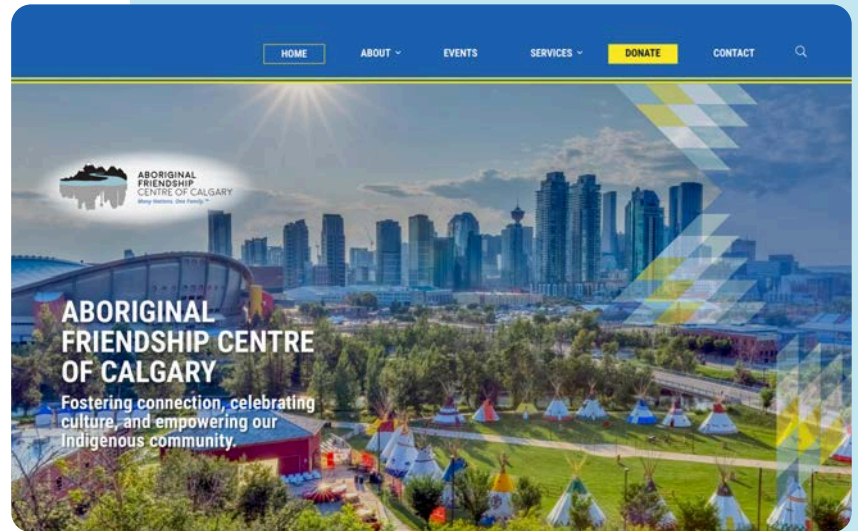 HOME ABOUT EVENTS SERVICES DONATE CONTACT
ABORIGINAL
FRIENDSHIP
CENTRE OF CALGARY
Many Nations. One Family.™
ABORIGINAL
FRIENDSHIP CENTRE
OF CALGARY
Fostering connection, celebrating
culture, and empowering our
Indigenous community.